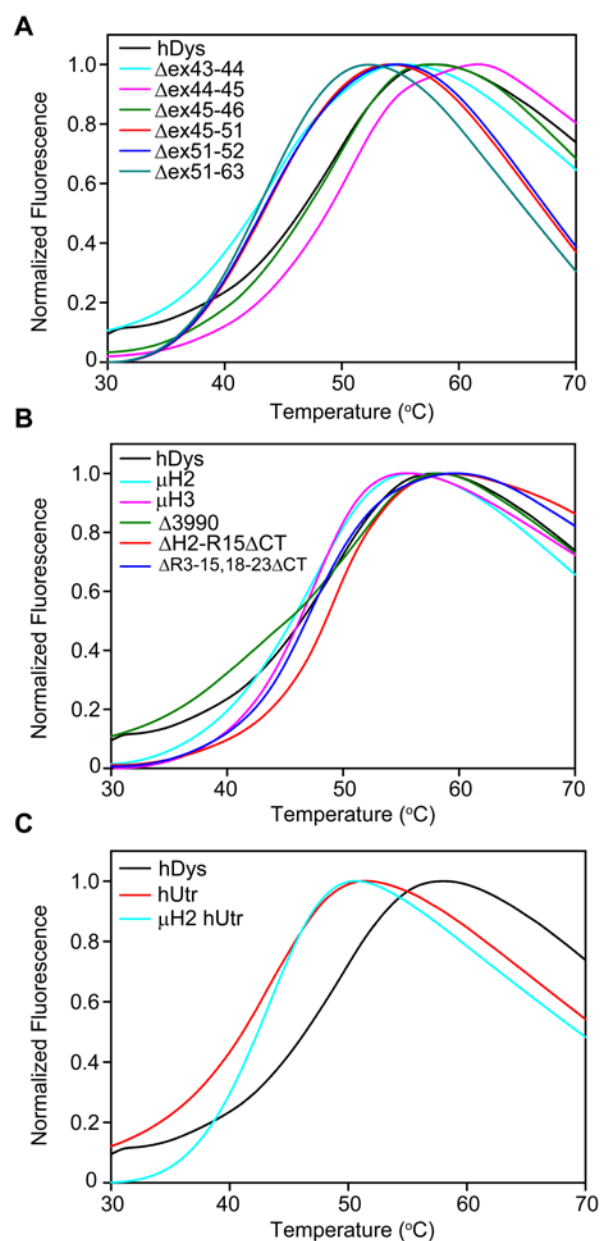 A
hDys
Δex43-44
Δex44-45
Δex45-46
Δex45-51
Δex51-52
Δex51-63
1.0
0.8
0.6
0.4
0.2
0
30
40
50
60
70
Normalized Fluorescence
Temperature (°C)
B
hDys
μH2
μH3
Δ3990
ΔH2-R15ΔCT
ΔR3-15,18-23ΔCT
1.0
0.8
0.6
0.4
0.2
0
30
40
50
60
70
Normalized Fluorescence
Temperature (°C)
C
hDys
hUtr
μH2 hUtr
1.0
0.8
0.6
0.4
0.2
0
30
40
50
60
70
Normalized Fluorescence
Temperature (°C)